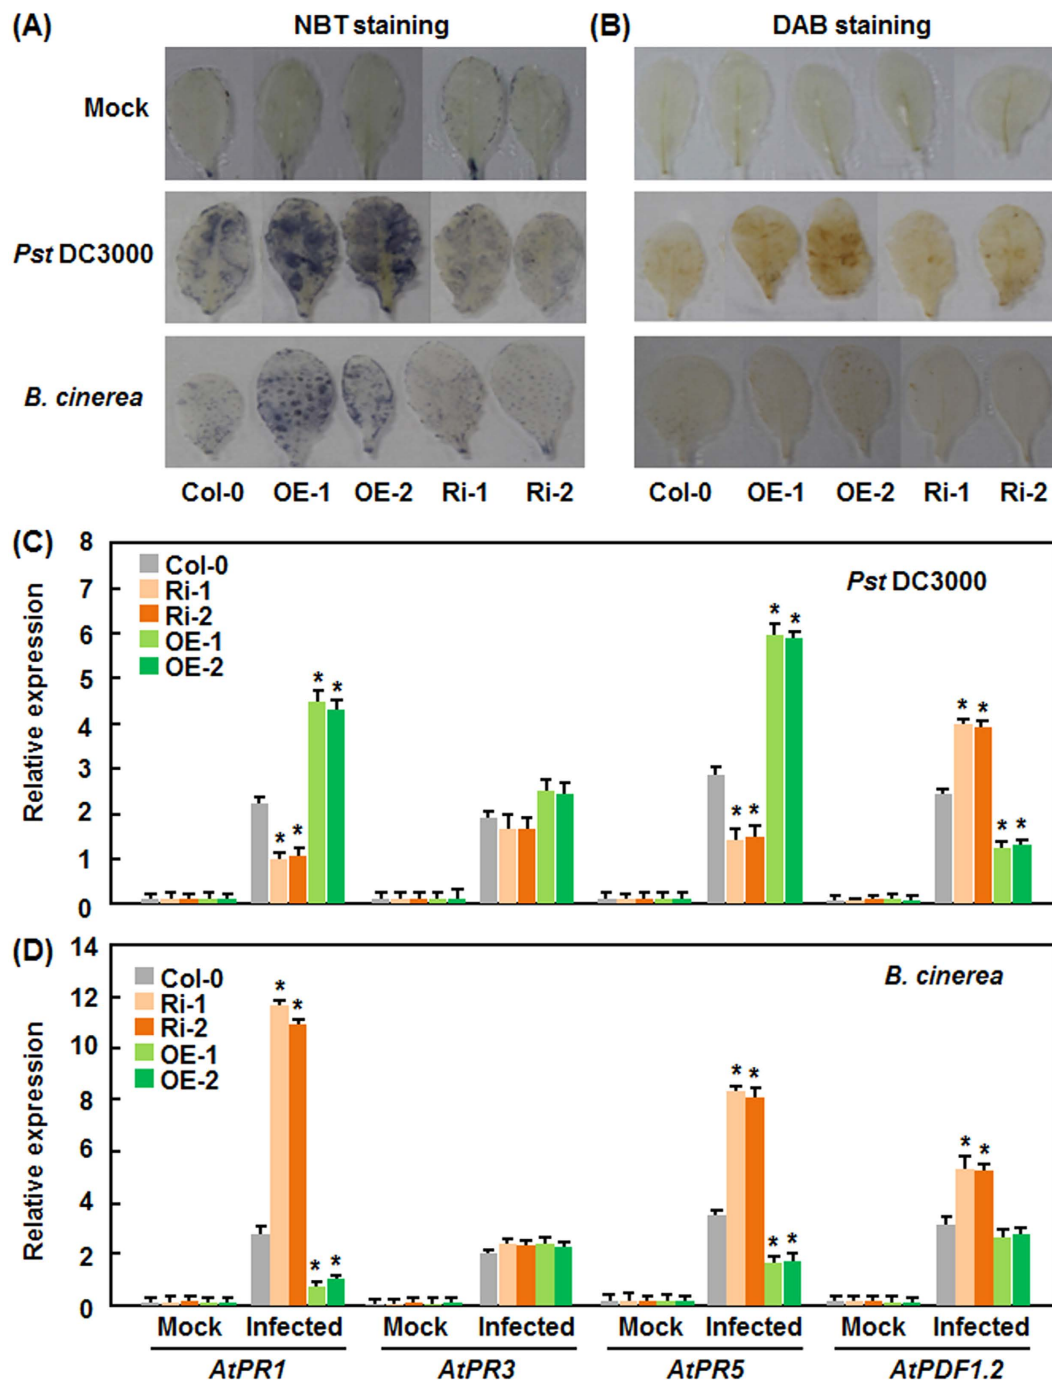 (A) NBT staining (B) DAB staining
Mock
Pst DC3000
B. cinerea
Col-0 OE-1 OE-2 Ri-1 Ri-2 Col-0 OE-1 OE-2 Ri-1 Ri-2
(C)
Relative expression
8
7
6
5
4
3
2
1
0
Col-0
Ri-1
Ri-2
OE-1
OE-2
Pst DC3000
* * * *
* * * *
* * * *
(D)
Relative expression
14
12
10
8
6
4
2
0
Col-0
Ri-1
Ri-2
OE-1
OE-2
B. cinerea
* * * *
* * * *
* *
Mock Infected Mock Infected Mock Infected Mock Infected
AtPR1 AtPR3 AtPR5 AtPDF1.2